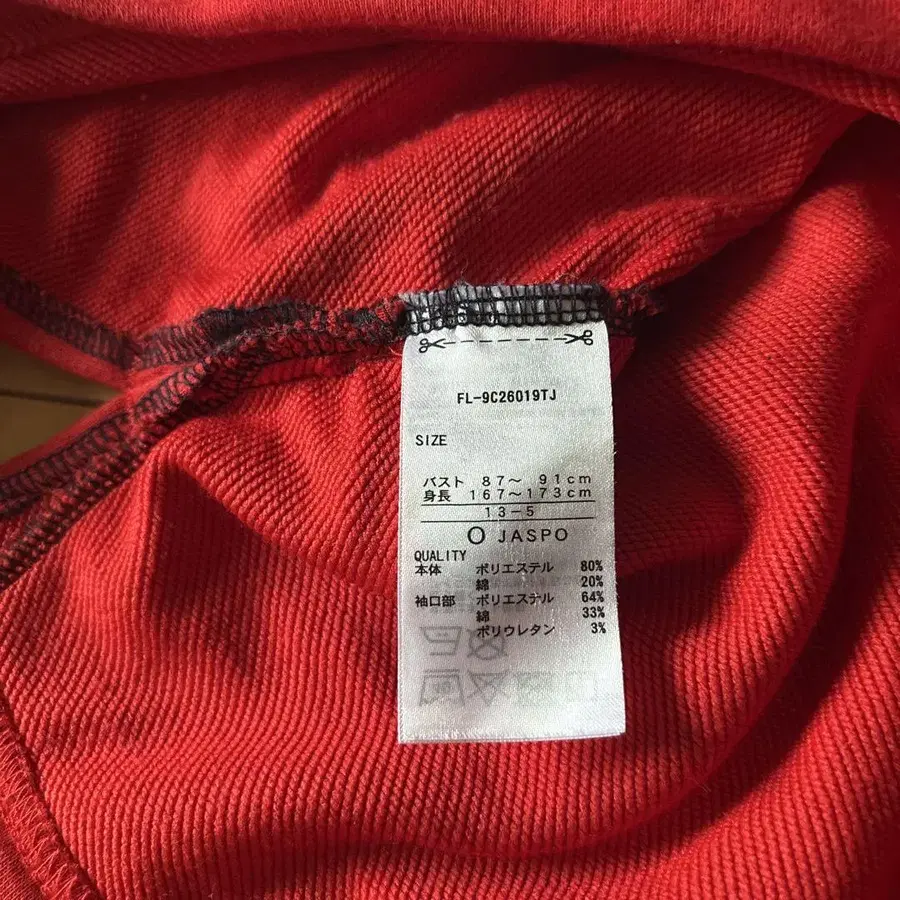 FL-9C26019TJ
SIZE
バスト 87～ 91cm
身長 167～173cm
13-5
O JASPO
QUALITY
本体 ポリエステル 80%
綿 20%
袖口部 ポリエステル 64%
綿 33%
ポリウレタン 3%